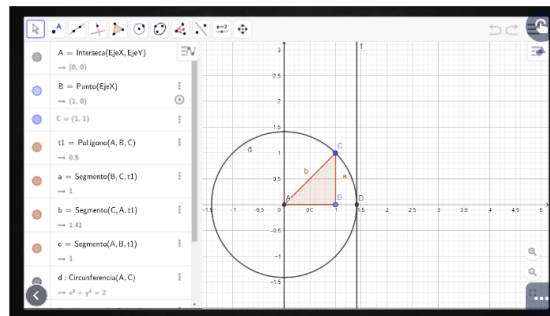 A = Interseca(EjeX, EjeY)
→ (0, 0)
B = Punto(EjeX)
→ (1, 0)
C = (1, 1)
t1 = Polígono(A, B, C)
→ 0.5
a = Segmento(B, C, t1)
→ 1
b = Segmento(C, A, t1)
→ 1.41
c = Segmento(A, B, t1)
→ 1
d : Circunferencia(A, C)
→ x² + y² = 2
3
f
2.5
2
1.5
d
C
1
b
a
0.5
A
B
D
-1.5
-1
-0.5
0
0.5
1
1.5
2
2.5
3
3.5
4
4.5
5
-0.5
-1
-1.5